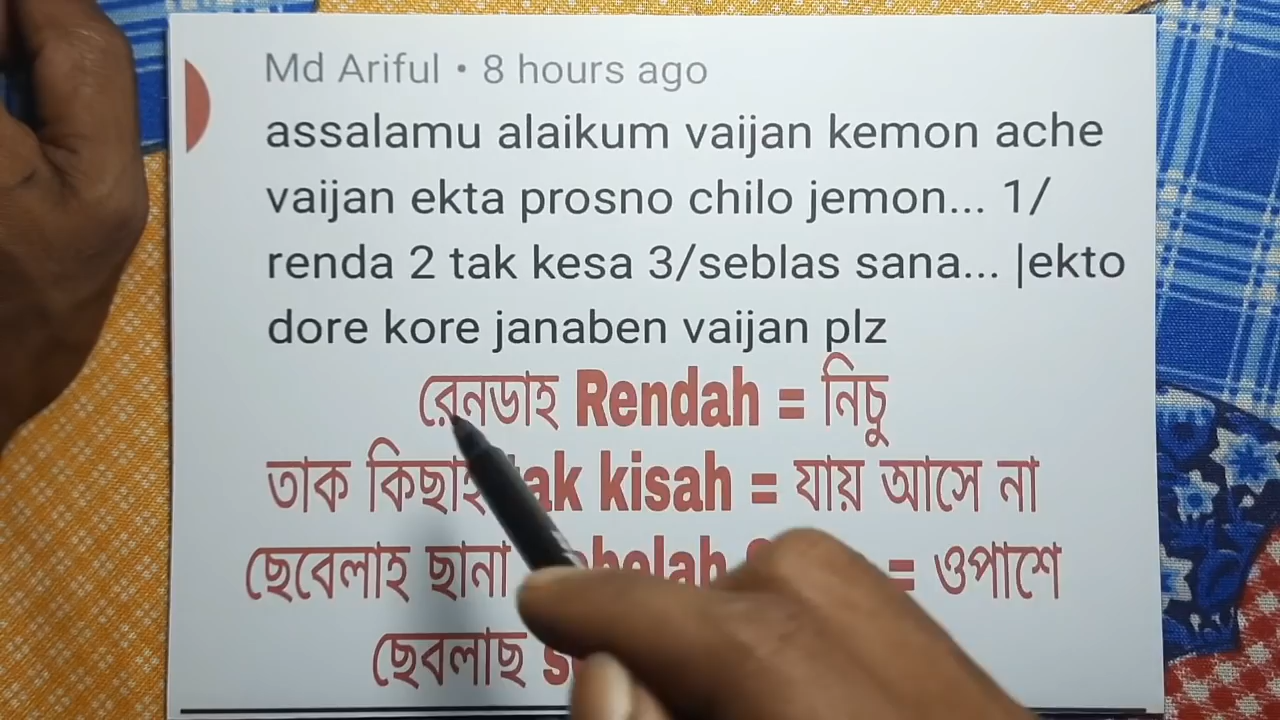 Md Ariful • 8 hours ago
assalamu alaikum vaijan kemon ache
vaijan ekta prosno chilo jemon... 1/
renda 2 tak kesa 3/seblas sana... |ekto
dore kore janaben vaijan plz
রেনডাহ Rendah = নিচু
তাক কিছাহ kisah = যায় আসে না
ছেবেলাহ ছানা = ওপাশে
ছেবলাছ